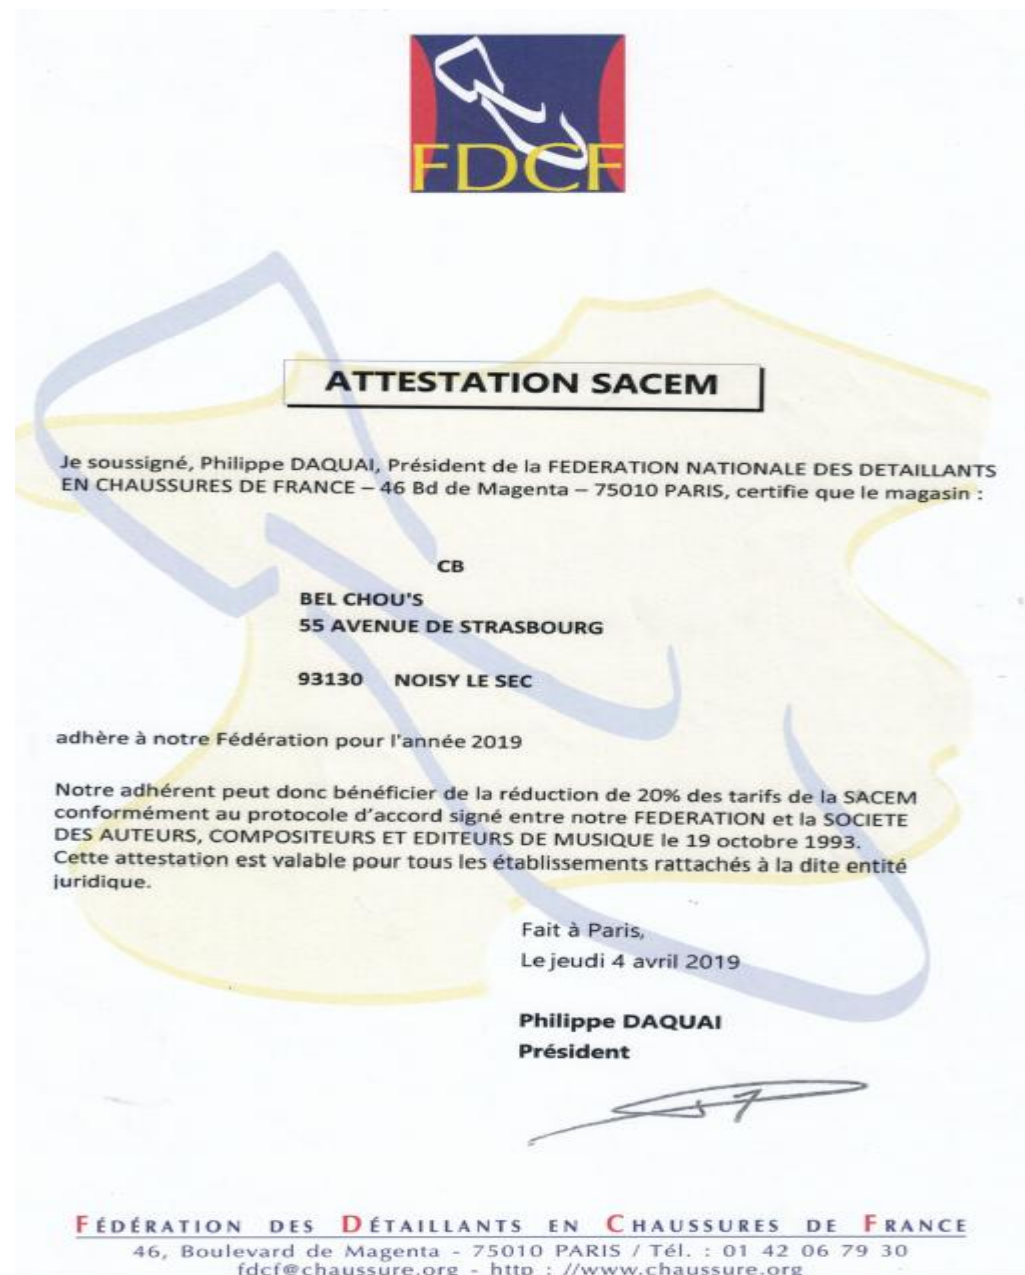 FDCF
ATTESTATION SACEM
Je soussigné, Philippe DAQUAI, Président de la FEDERATION NATIONALE DES DETAILLANTS
EN CHAUSSURES DE FRANCE – 46 Bd de Magenta – 75010 PARIS, certifie que le magasin :
CB
BEL CHOU'S
55 AVENUE DE STRASBOURG
93130 NOISY LE SEC
adhère à notre Fédération pour l'année 2019
Notre adhérent peut donc bénéficier de la réduction de 20% des tarifs de la SACEM
conformément au protocole d'accord signé entre notre FEDERATION et la SOCIETE
DES AUTEURS, COMPOSITEURS ET EDITEURS DE MUSIQUE le 19 octobre 1993.
Cette attestation est valable pour tous les établissements rattachés à la dite entité
juridique.
Fait à Paris,
Le jeudi 4 avril 2019
Philippe DAQUAI
Président
FÉDÉRATION DES DÉTAILLANTS EN CHAUSSURES DE FRANCE
46, Boulevard de Magenta - 75010 PARIS / Tél. : 01 42 06 79 30
fdcf@chaussure.org - http : //www.chaussure.org